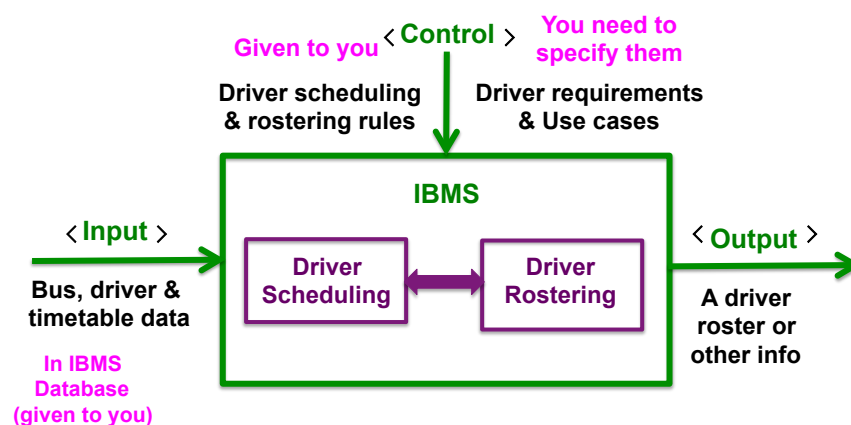 Given to you
< Control >
You need to
specify them
Driver scheduling
& rostering rules
Driver requirements
& Use cases
IBMS
< Input >
Bus, driver &
timetable data
In IBMS
Database
(given to you)
Driver
Scheduling
Driver
Rostering
< Output >
A driver
roster or
other info